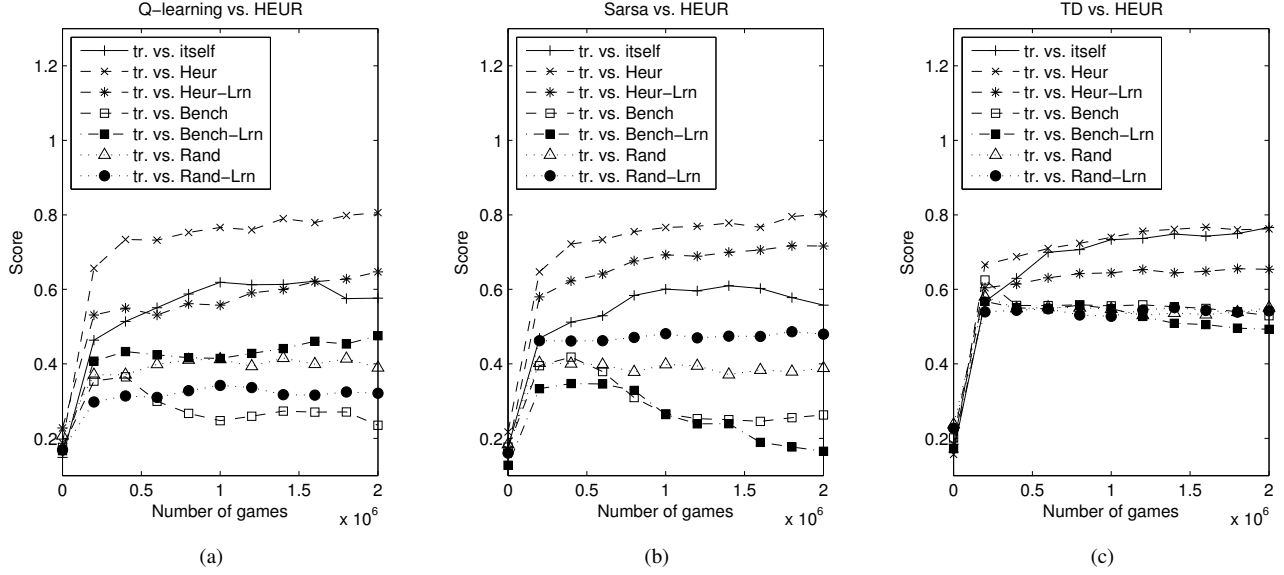 Q−learning vs. HEUR
1.2
1
0.8
0.6
0.4
0.2
Score
tr. vs. itself
tr. vs. Heur
tr. vs. Heur−Lrn
tr. vs. Bench
tr. vs. Bench−Lrn
tr. vs. Rand
tr. vs. Rand−Lrn
0 0.5 1 1.5 2
Number of games
x 10^6
(a)
Sarsa vs. HEUR
1.2
1
0.8
0.6
0.4
0.2
Score
tr. vs. itself
tr. vs. Heur
tr. vs. Heur−Lrn
tr. vs. Bench
tr. vs. Bench−Lrn
tr. vs. Rand
tr. vs. Rand−Lrn
0 0.5 1 1.5 2
Number of games
x 10^6
(b)
TD vs. HEUR
1.2
1
0.8
0.6
0.4
0.2
Score
tr. vs. itself
tr. vs. Heur
tr. vs. Heur−Lrn
tr. vs. Bench
tr. vs. Bench−Lrn
tr. vs. Rand
tr. vs. Rand−Lrn
0 0.5 1 1.5 2
Number of games
x 10^6
(c)